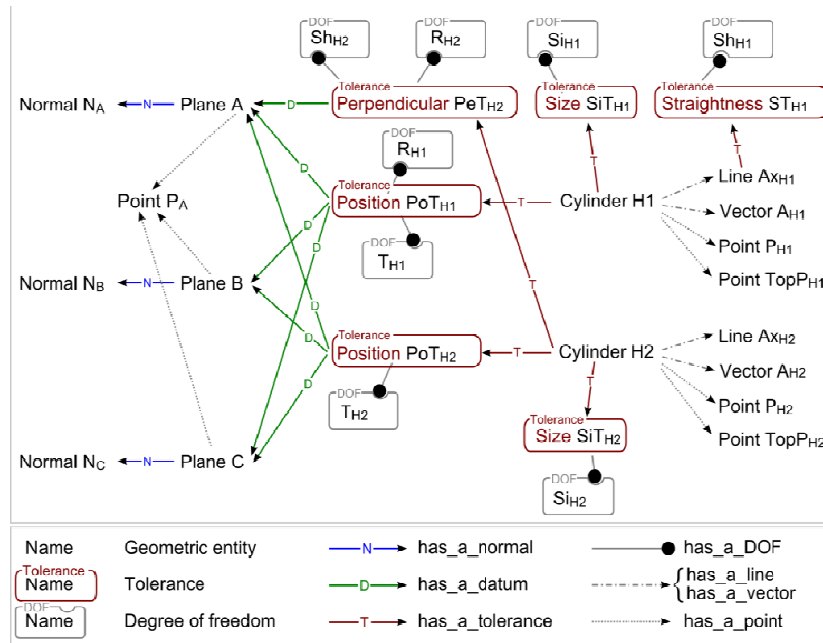 DOF DOF DOF DOF
ShH2 RH2 SiH1 ShH1
Tolerance Tolerance Tolerance
Normal NA N Plane A D Perpendicular PeTH2 Size SiTH1 Straightness STH1
DOF
RH1
T T
Tolerance
Line AxH1
Point PA D Position PoTH1 T Cylinder H1
Vector AH1
D D
DOF
TH1
Point PH1
Normal NB N Plane B
Point TopPH1
T
D
D
Tolerance
Line AxH2
Position PoTH2 T Cylinder H2
D
Vector AH2
DOF
TH2
T
Point PH2
Tolerance
Size SiTH2
Point TopPH2
Normal NC N Plane C
DOF
SiH2
Name Geometric entity N has_a_normal has_a_DOF
Tolerance
Name Tolerance D has_a_datum has_a_line
has_a_vector
DOF
Name Degree of freedom T has_a_tolerance has_a_point